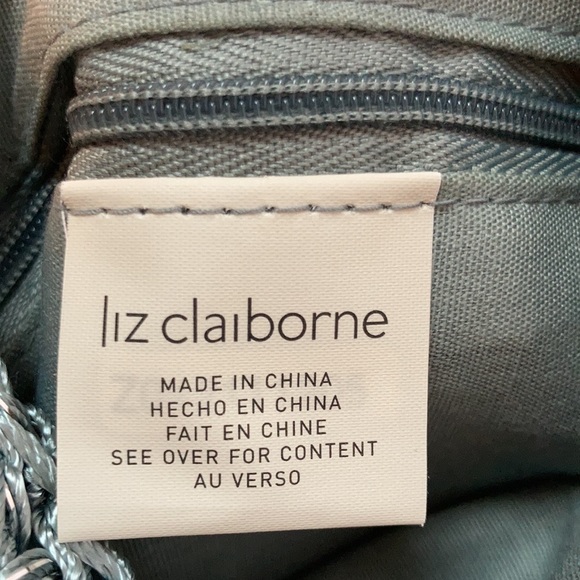 liz claiborne
MADE IN CHINA
HECHO EN CHINA
FAIT EN CHINE
SEE OVER FOR CONTENT
AU VERSO